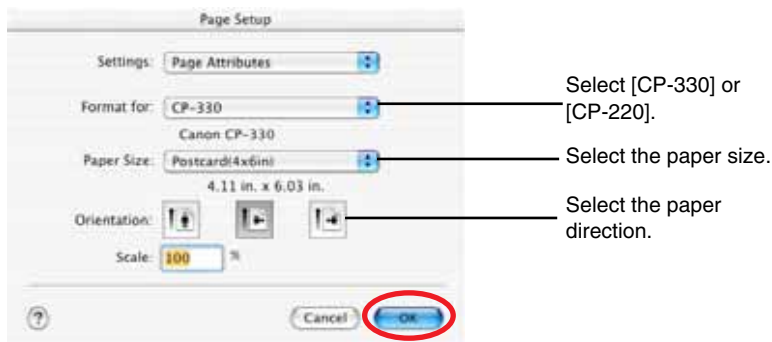 Page Setup
Settings: Page Attributes
Format for: CP-330
Canon CP-330
Paper Size: Postcard(4x6in)
4.11 in. x 6.03 in.
Orientation:
Scale: 100 %
? Cancel OK
Select [CP-330] or
[CP-220].
Select the paper size.
Select the paper
direction.